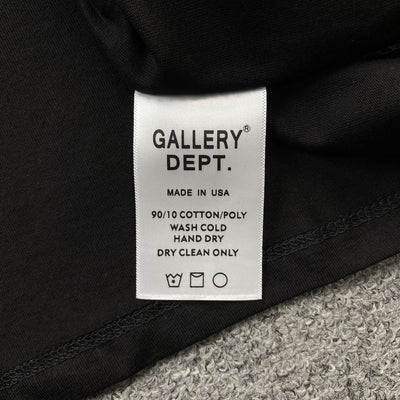 GALLERY®
DEPT.
MADE IN USA
90/10 COTTON/POLY
WASH COLD
HAND DRY
DRY CLEAN ONLY